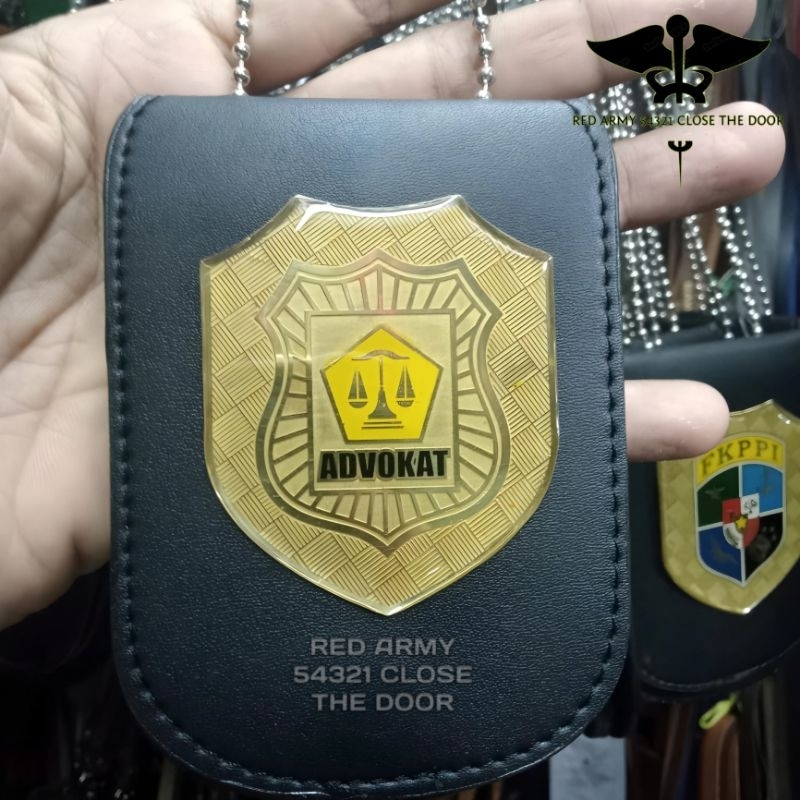 RED ARMY 54321 CLOSE THE DOOR
ADVOKAT
FKPPI
RED ARMY
54321 CLOSE
THE DOOR